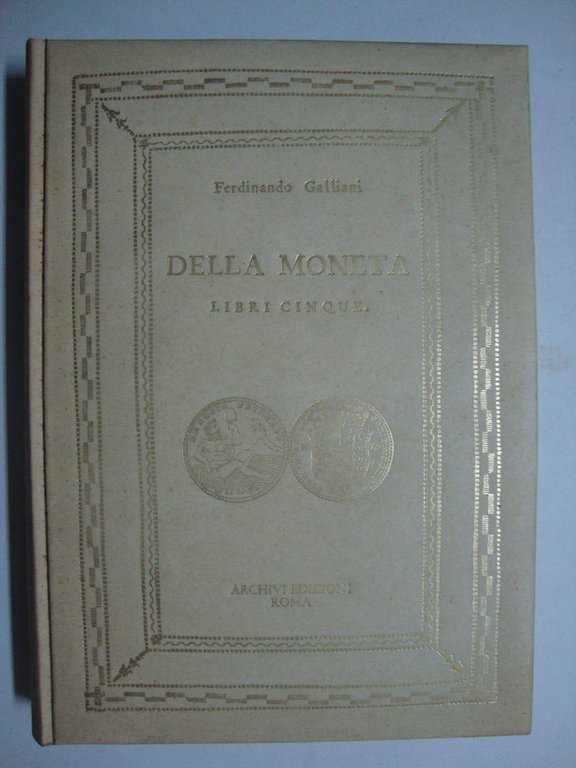 Ferdinando Galliani
DELLA MONETA
LIBRI CINQUE.
ARCHIVI EDIZIONI
ROMA